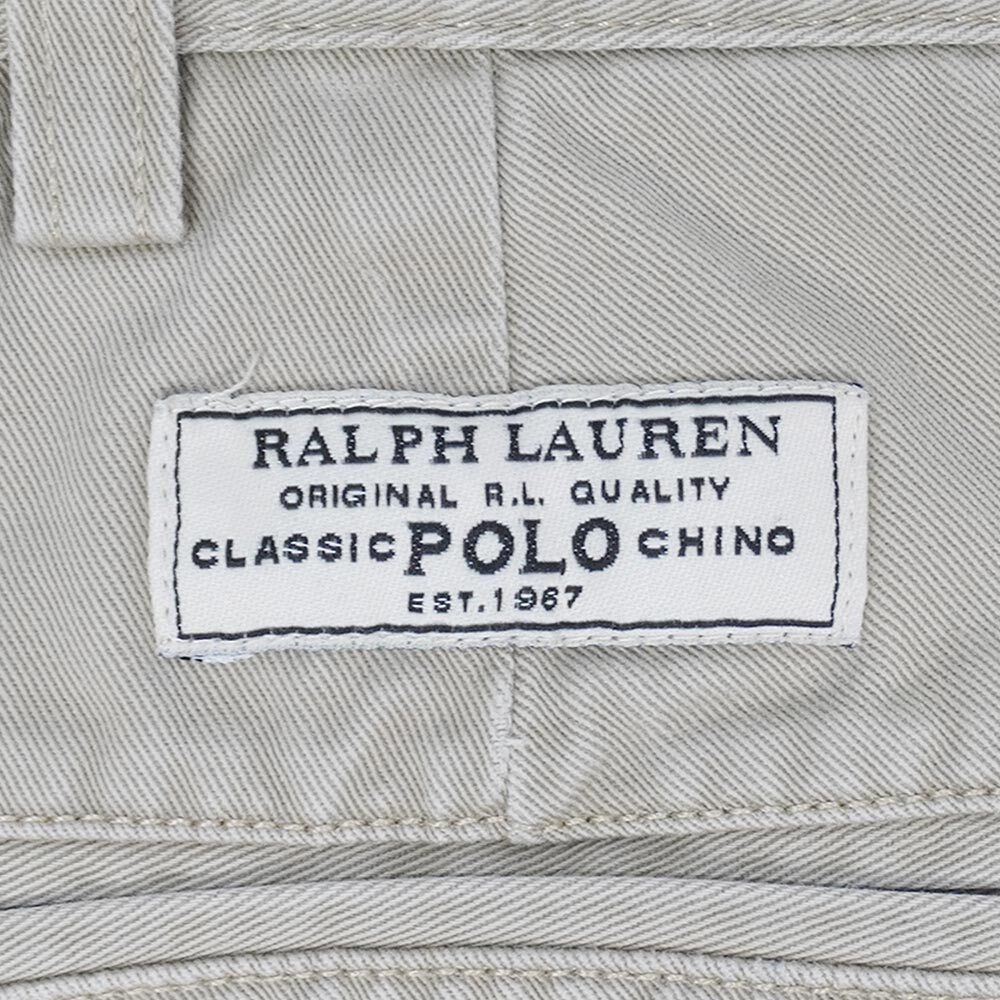 RALPH LAUREN
ORIGINAL R.L. QUALITY
CLASSIC POLO CHINO
EST. 1967